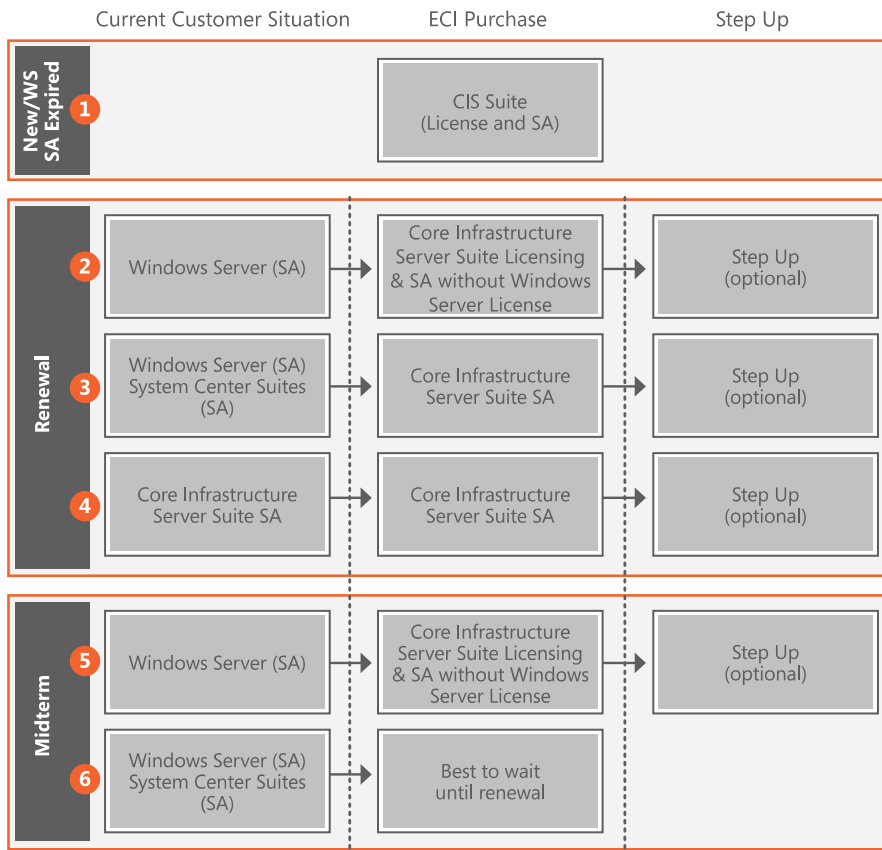 Current Customer Situation
ECI Purchase
Step Up
New/WS
SA Expired
1
CIS Suite
(License and SA)
Renewal
2
Windows Server (SA)
Core Infrastructure
Server Suite Licensing
& SA without Windows
Server License
Step Up
(optional)
3
Windows Server (SA)
System Center Suites
(SA)
Core Infrastructure
Server Suite SA
Step Up
(optional)
4
Core Infrastructure
Server Suite SA
Core Infrastructure
Server Suite SA
Step Up
(optional)
Midterm
5
Windows Server (SA)
Core Infrastructure
Server Suite Licensing
& SA without Windows
Server License
Step Up
(optional)
6
Windows Server (SA)
System Center Suites
(SA)
Best to wait
until renewal